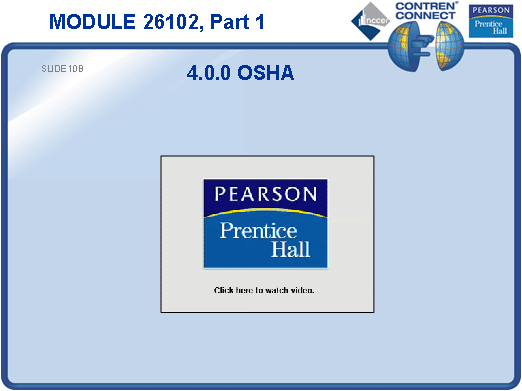 MODULE 26102, Part 1
nccer
CONTREN®
CONNECT
PEARSON
Prentice
Hall
SLIDE 10B
4.0.0 OSHA
PEARSON
Prentice
Hall
Click here to watch video.